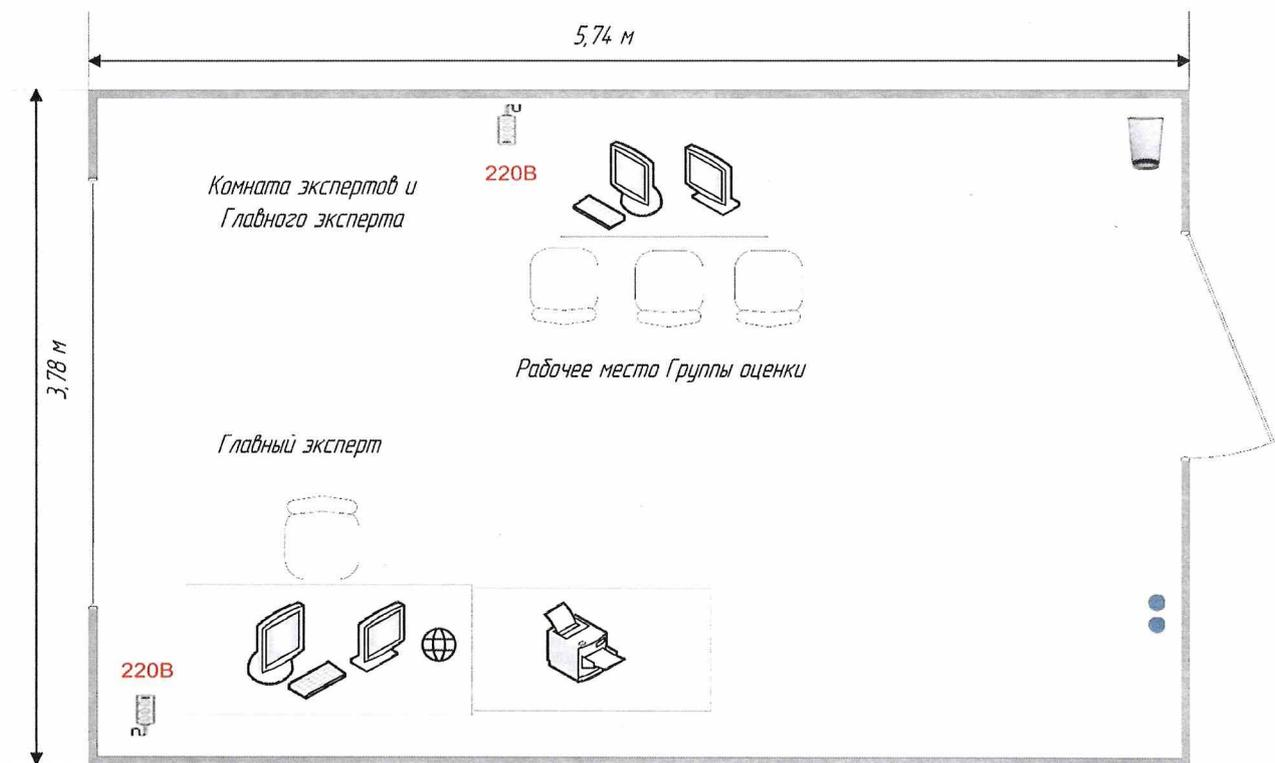 5,74 м
220В
Комната экспертов и
Главного эксперта
3,78 м
Рабочее место Группы оценки
Главный эксперт
220В